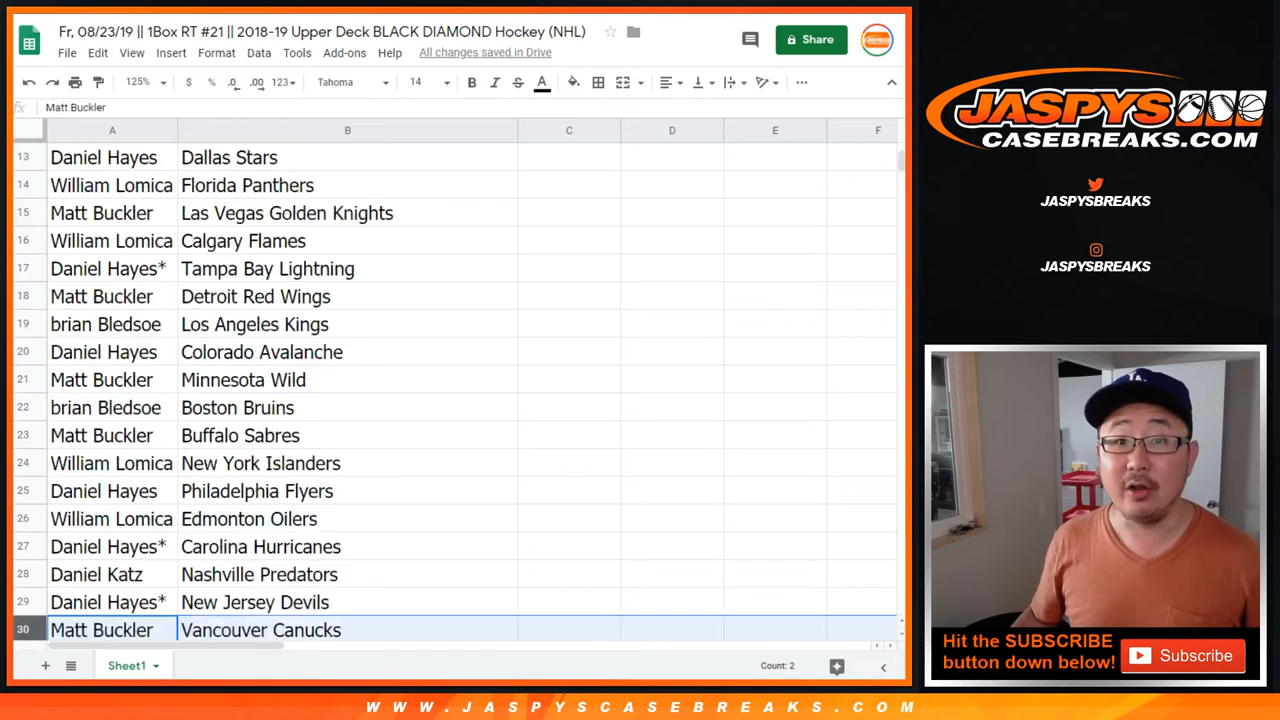 Fr, 08/23/19 || 1Box RT #21 || 2018-19 Upper Deck BLACK DIAMOND Hockey (NHL)
File Edit View Insert Format Data Tools Add-ons Help All changes saved in Drive
Share
125% $ % .0 .00 123 Tahoma 14 B I S A
fx Matt Buckler
A B C D E F
13 Daniel Hayes Dallas Stars
14 William Lomica Florida Panthers
15 Matt Buckler Las Vegas Golden Knights
16 William Lomica Calgary Flames
17 Daniel Hayes* Tampa Bay Lightning
18 Matt Buckler Detroit Red Wings
19 brian Bledsoe Los Angeles Kings
20 Daniel Hayes Colorado Avalanche
21 Matt Buckler Minnesota Wild
22 brian Bledsoe Boston Bruins
23 Matt Buckler Buffalo Sabres
24 William Lomica New York Islanders
25 Daniel Hayes Philadelphia Flyers
26 William Lomica Edmonton Oilers
27 Daniel Hayes* Carolina Hurricanes
28 Daniel Katz Nashville Predators
29 Daniel Hayes* New Jersey Devils
30 Matt Buckler Vancouver Canucks
Sheet1
Count: 2
JASPYS
CASEBREAKS.COM
JASPYSBREAKS
JASPYSBREAKS
LA
Hit the SUBSCRIBE
button down below!
Subscribe
WWW.JASPYSCASEBREAKS.COM